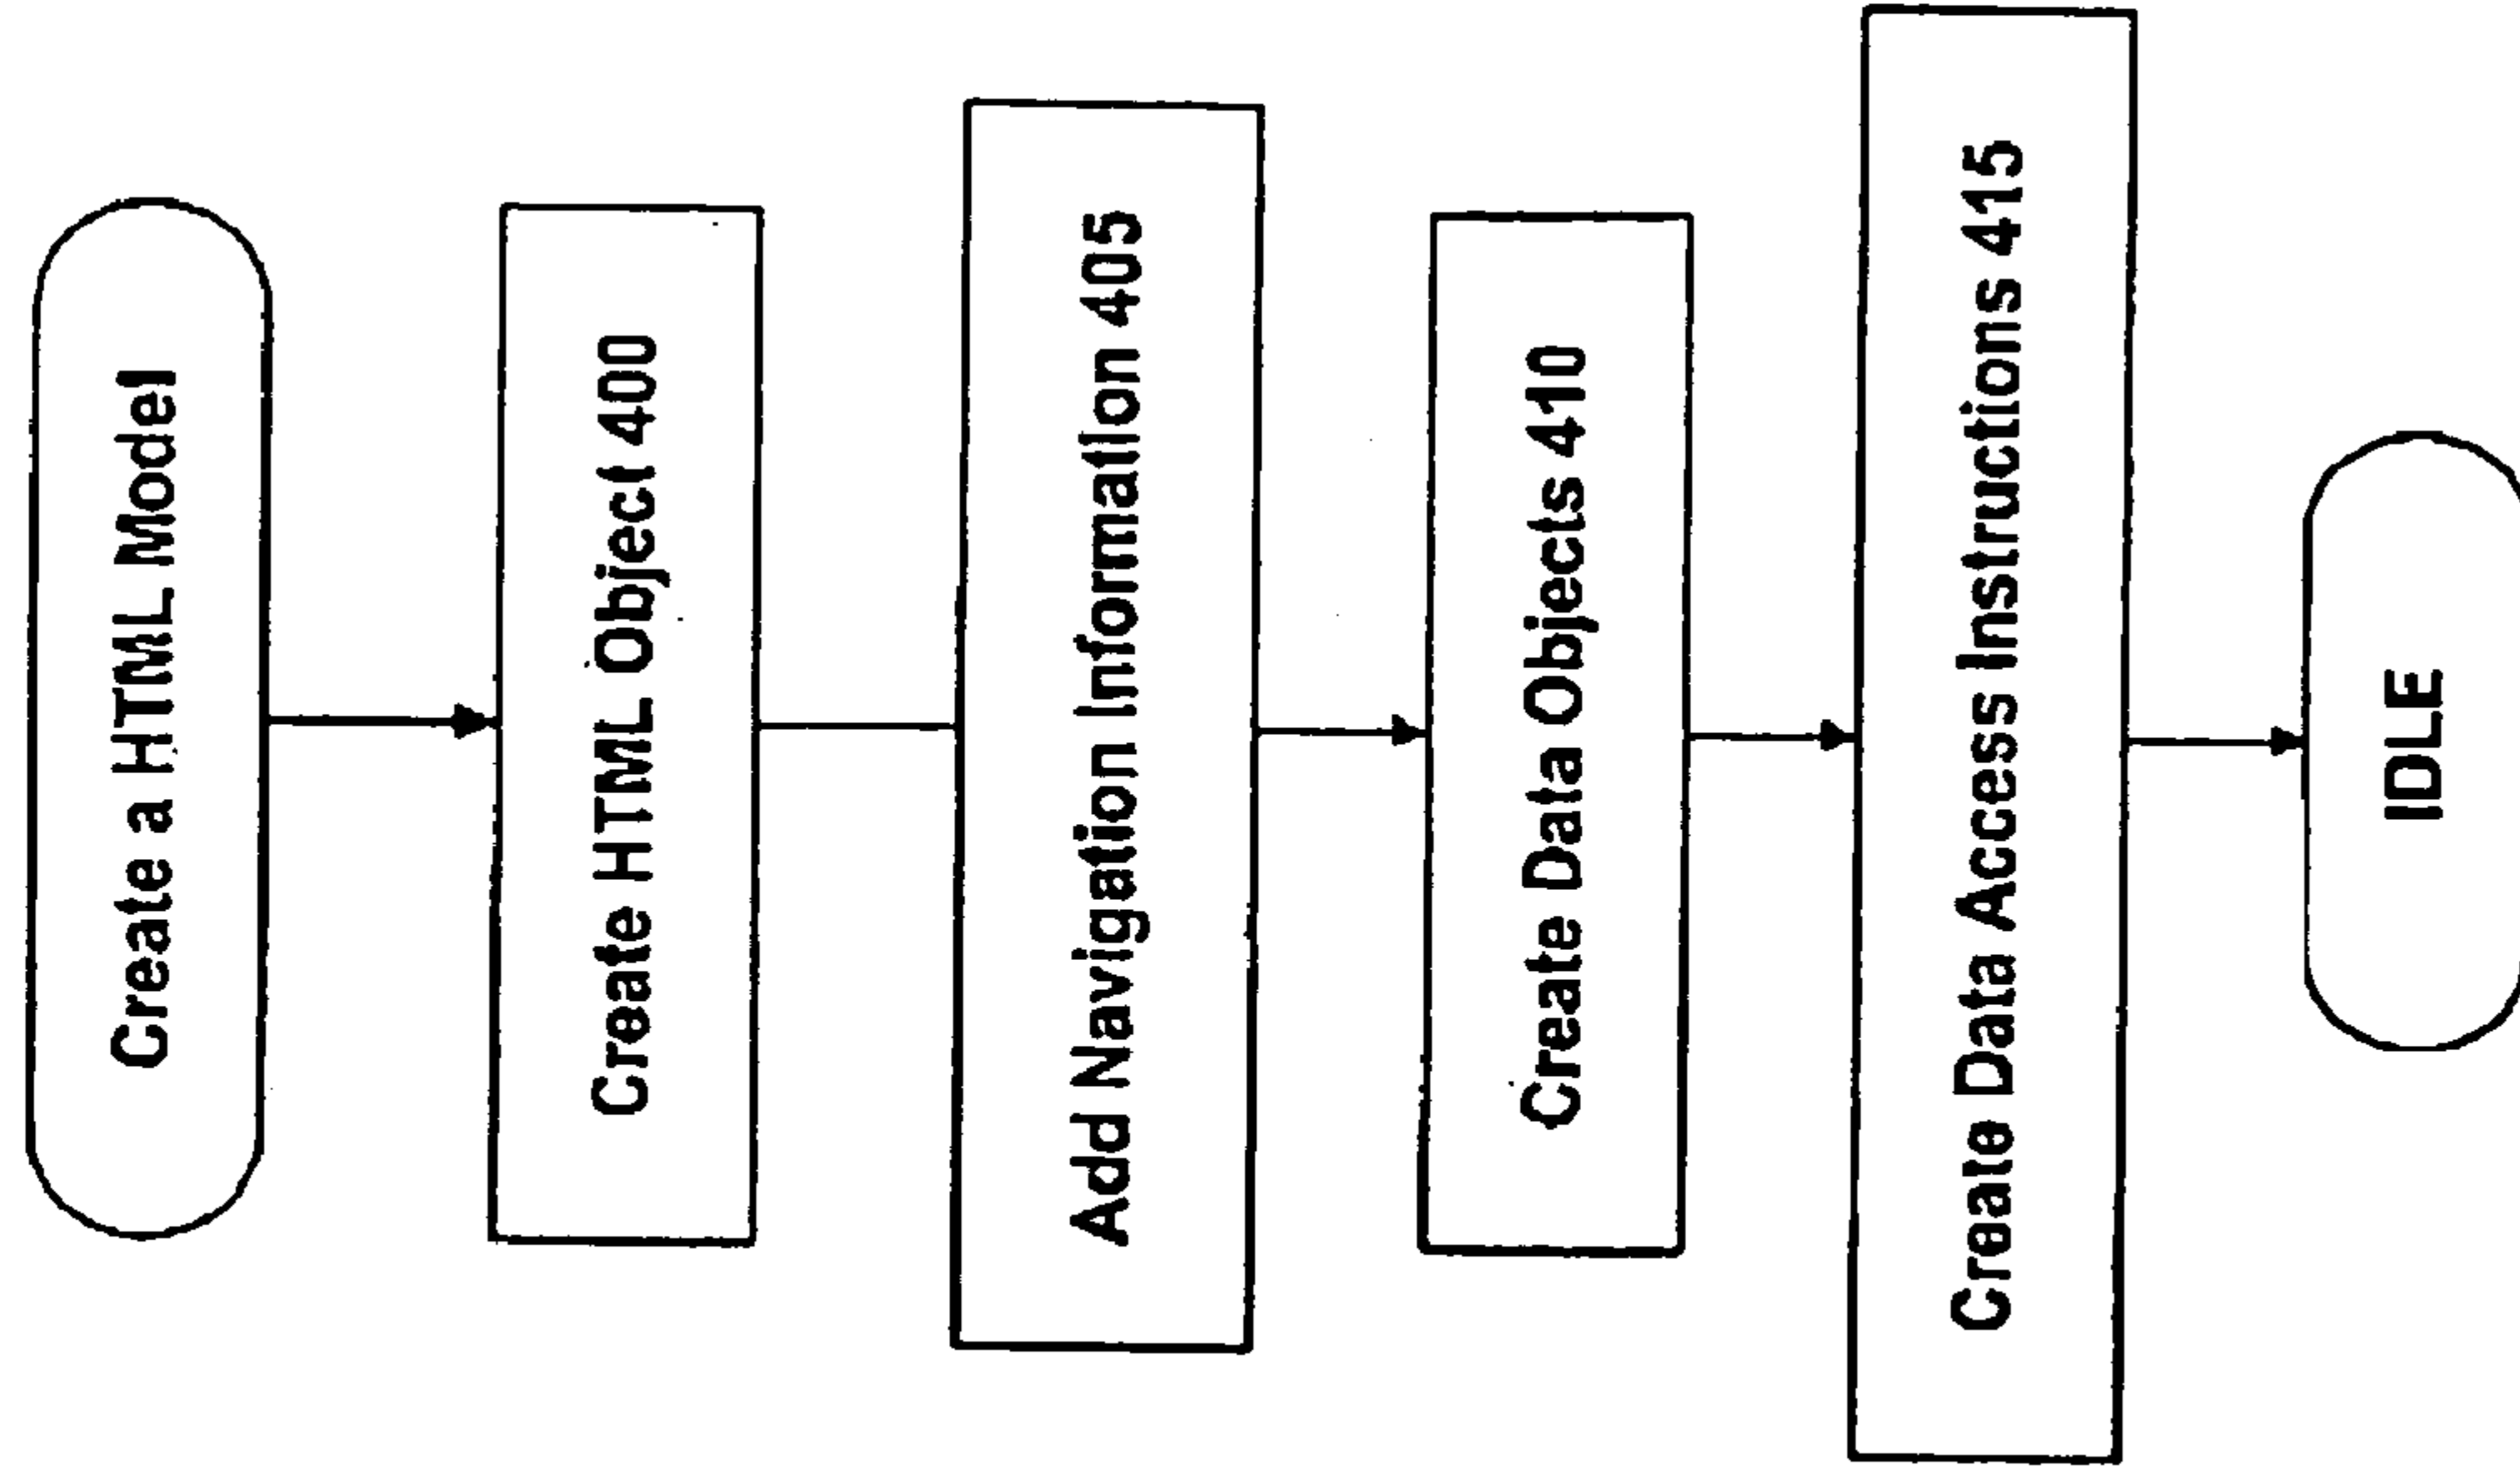 Create a HTML Model
Create HTML Object 400
Add Navigation Information 405
Create Data Objects 410
Create Data Access Instructions 415
IDLE